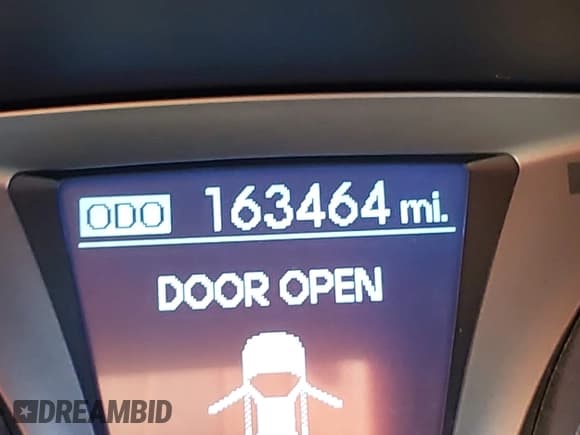 ODO 163464 mi.
DOOR OPEN
DREAMBID